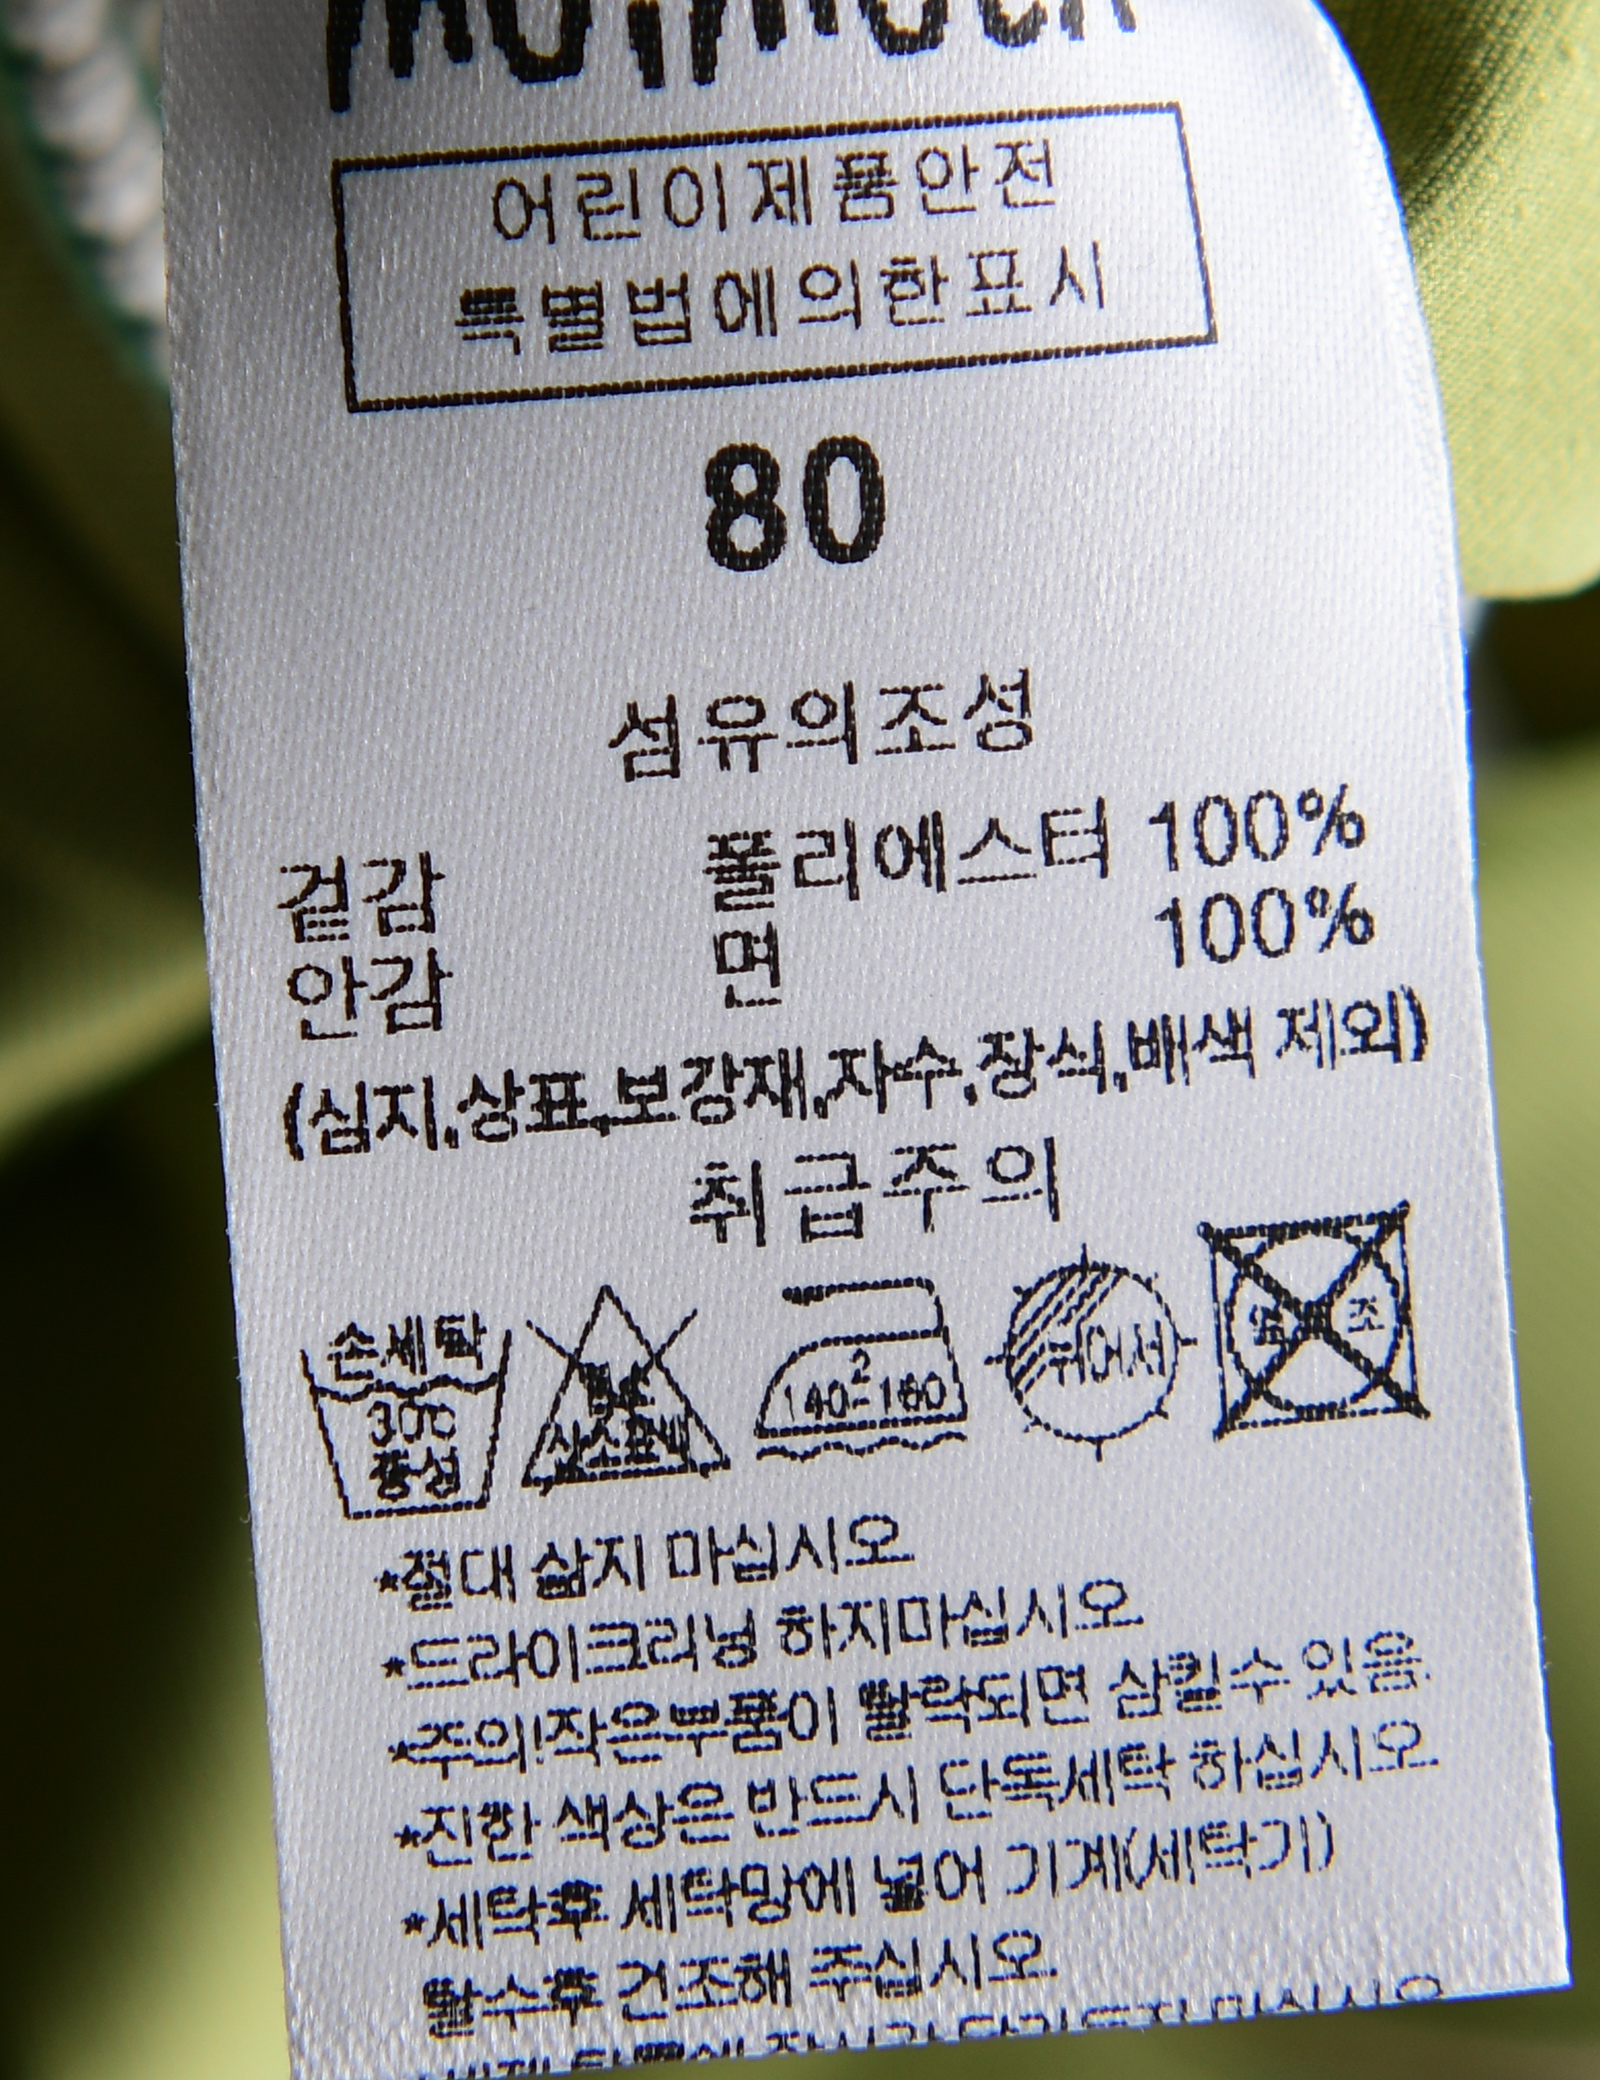 어린이제품안전
특별법에의한표시
80
섬유의조성
겉감 폴리에스터 100%
안감 면 100%
(심지,상표,보강재,자수,장식,배색 제외)
취급주의
손세탁
30℃
중성
산소표백
2
140-160
뉘어서
조
*절대 삶지 마십시오
*드라이크리닝 하지마십시오
*주의!작은부품이 탈락되면 삼킬수 있음.
*진한 색상은 반드시 단독세탁 하십시오
*세탁후 세탁망에 넣어 기계(세탁기)
탈수후 건조해 주십시오